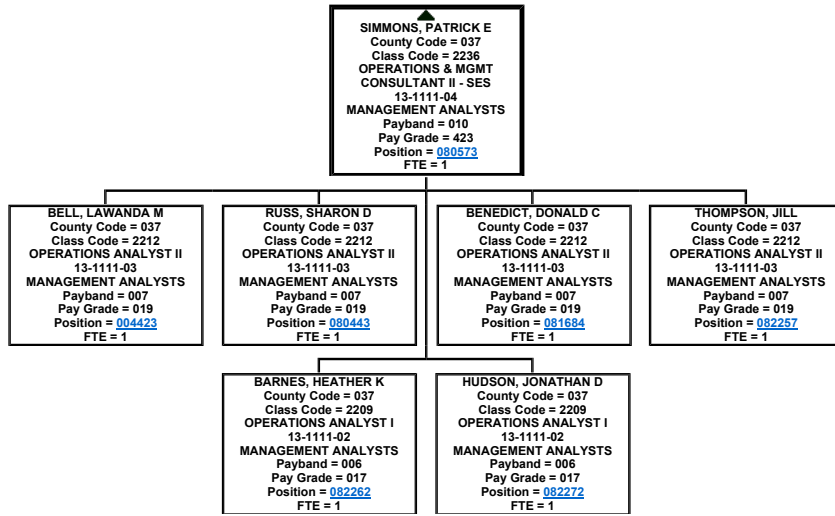 SIMMONS, PATRICK E
County Code = 037
Class Code = 2236
OPERATIONS & MGMT
CONSULTANT II - SES
13-1111-04
MANAGEMENT ANALYSTS
Payband = 010
Pay Grade = 423
Position = 080573
FTE = 1
BELL, LAWANDA M
County Code = 037
Class Code = 2212
OPERATIONS ANALYST II
13-1111-03
MANAGEMENT ANALYSTS
Payband = 007
Pay Grade = 019
Position = 004423
FTE = 1
RUSS, SHARON D
County Code = 037
Class Code = 2212
OPERATIONS ANALYST II
13-1111-03
MANAGEMENT ANALYSTS
Payband = 007
Pay Grade = 019
Position = 080443
FTE = 1
BENEDICT, DONALD C
County Code = 037
Class Code = 2212
OPERATIONS ANALYST II
13-1111-03
MANAGEMENT ANALYSTS
Payband = 007
Pay Grade = 019
Position = 081684
FTE = 1
THOMPSON, JILL
County Code = 037
Class Code = 2212
OPERATIONS ANALYST II
13-1111-03
MANAGEMENT ANALYSTS
Payband = 007
Pay Grade = 019
Position = 082257
FTE = 1
BARNES, HEATHER K
County Code = 037
Class Code = 2209
OPERATIONS ANALYST I
13-1111-02
MANAGEMENT ANALYSTS
Payband = 006
Pay Grade = 017
Position = 082262
FTE = 1
HUDSON, JONATHAN D
County Code = 037
Class Code = 2209
OPERATIONS ANALYST I
13-1111-02
MANAGEMENT ANALYSTS
Payband = 006
Pay Grade = 017
Position = 082272
FTE = 1